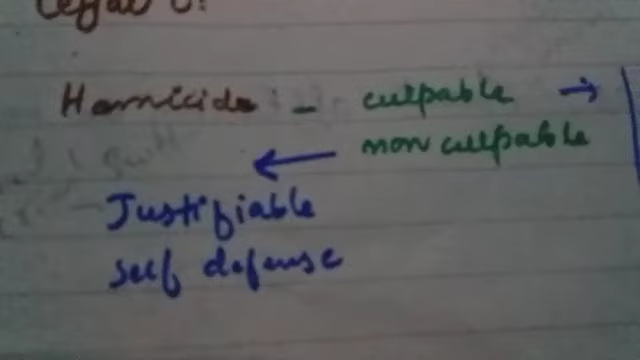 Homicide :- culpable →
non culpable
←
Justifiable
self defense